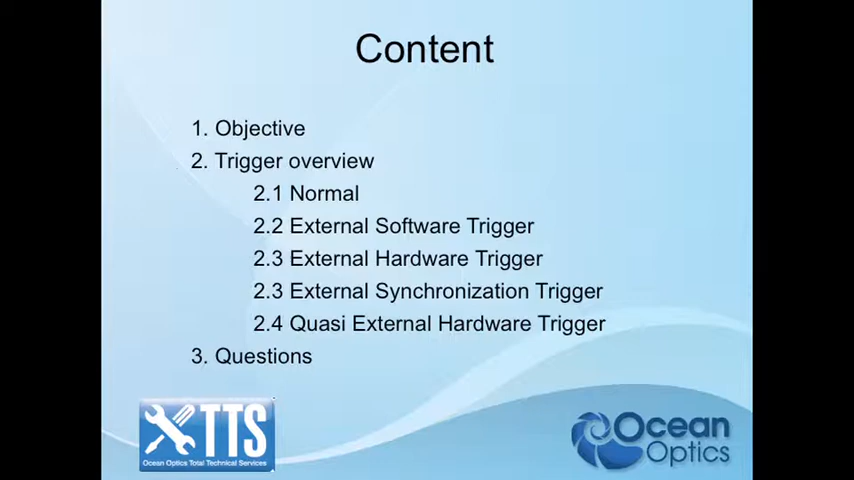 Content
1. Objective
2. Trigger overview
2.1 Normal
2.2 External Software Trigger
2.3 External Hardware Trigger
2.3 External Synchronization Trigger
2.4 Quasi External Hardware Trigger
3. Questions
TTS
Ocean Optics Total Technical Services
Ocean
Optics